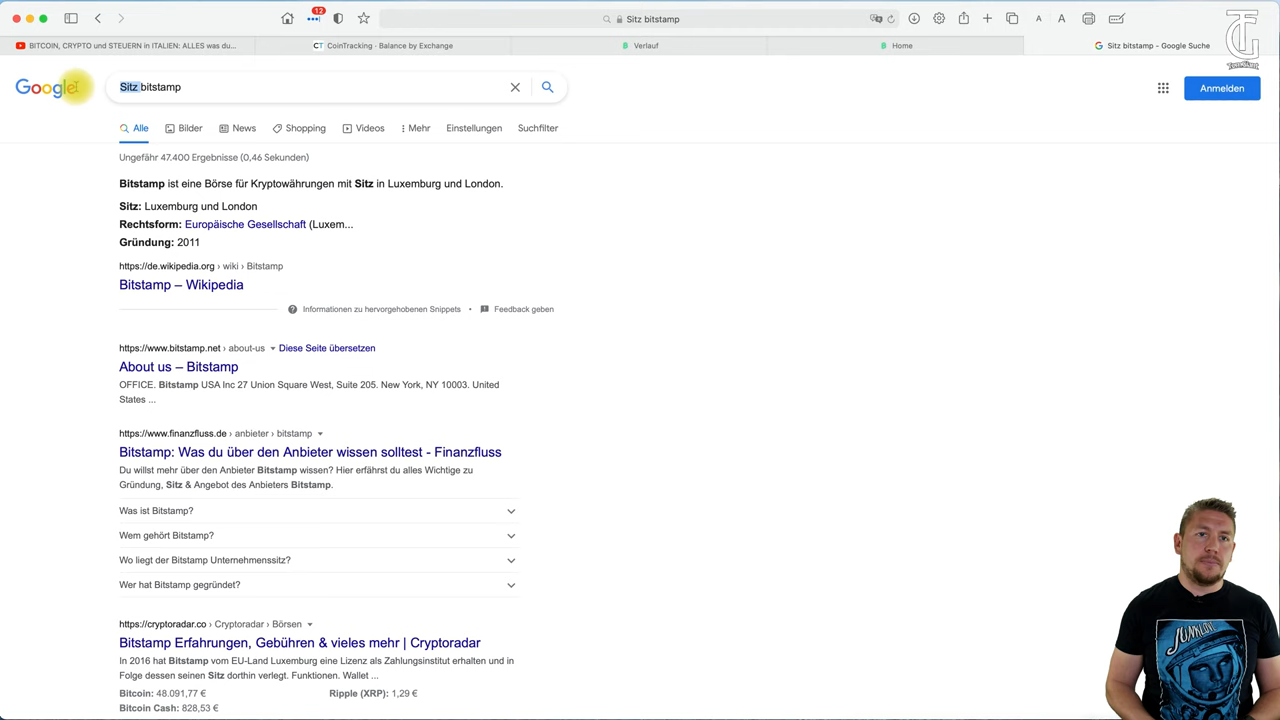 12
Sitz bitstamp
A
A
BITCOIN, CRYPTO und STEUERN in ITALIEN: ALLES was du...
CT CoinTracking · Balance by Exchange
Verlauf
Home
G Sitz bitstamp - Google Suche
TG
Google
Sitz bitstamp
Anmelden
Alle
Bilder
News
Shopping
Videos
Mehr
Einstellungen
Suchfilter
Ungefähr 47.400 Ergebnisse (0,46 Sekunden)
Bitstamp ist eine Börse für Kryptowährungen mit Sitz in Luxemburg und London.
Sitz: Luxemburg und London
Rechtsform: Europäische Gesellschaft (Luxem...
Gründung: 2011
https://de.wikipedia.org › wiki › Bitstamp
Bitstamp – Wikipedia
Informationen zu hervorgehobenen Snippets • Feedback geben
https://www.bitstamp.net › about-us Diese Seite übersetzen
About us – Bitstamp
OFFICE. Bitstamp USA Inc 27 Union Square West, Suite 205. New York, NY 10003. United
States ...
https://www.finanzfluss.de › anbieter › bitstamp
Bitstamp: Was du über den Anbieter wissen solltest - Finanzfluss
Du willst mehr über den Anbieter Bitstamp wissen? Hier erfährst du alles Wichtige zu
Gründung, Sitz & Angebot des Anbieters Bitstamp.
Was ist Bitstamp?
Wem gehört Bitstamp?
Wo liegt der Bitstamp Unternehmenssitz?
Wer hat Bitstamp gegründet?
https://cryptoradar.co › Cryptoradar › Börsen
Bitstamp Erfahrungen, Gebühren & vieles mehr | Cryptoradar
In 2016 hat Bitstamp vom EU-Land Luxemburg eine Lizenz als Zahlungsinstitut erhalten und in
Folge dessen seinen Sitz dorthin verlegt. Funktionen. Wallet ...
Bitcoin: 48.091,77 € Ripple (XRP): 1,29 €
Bitcoin Cash: 828,53 €